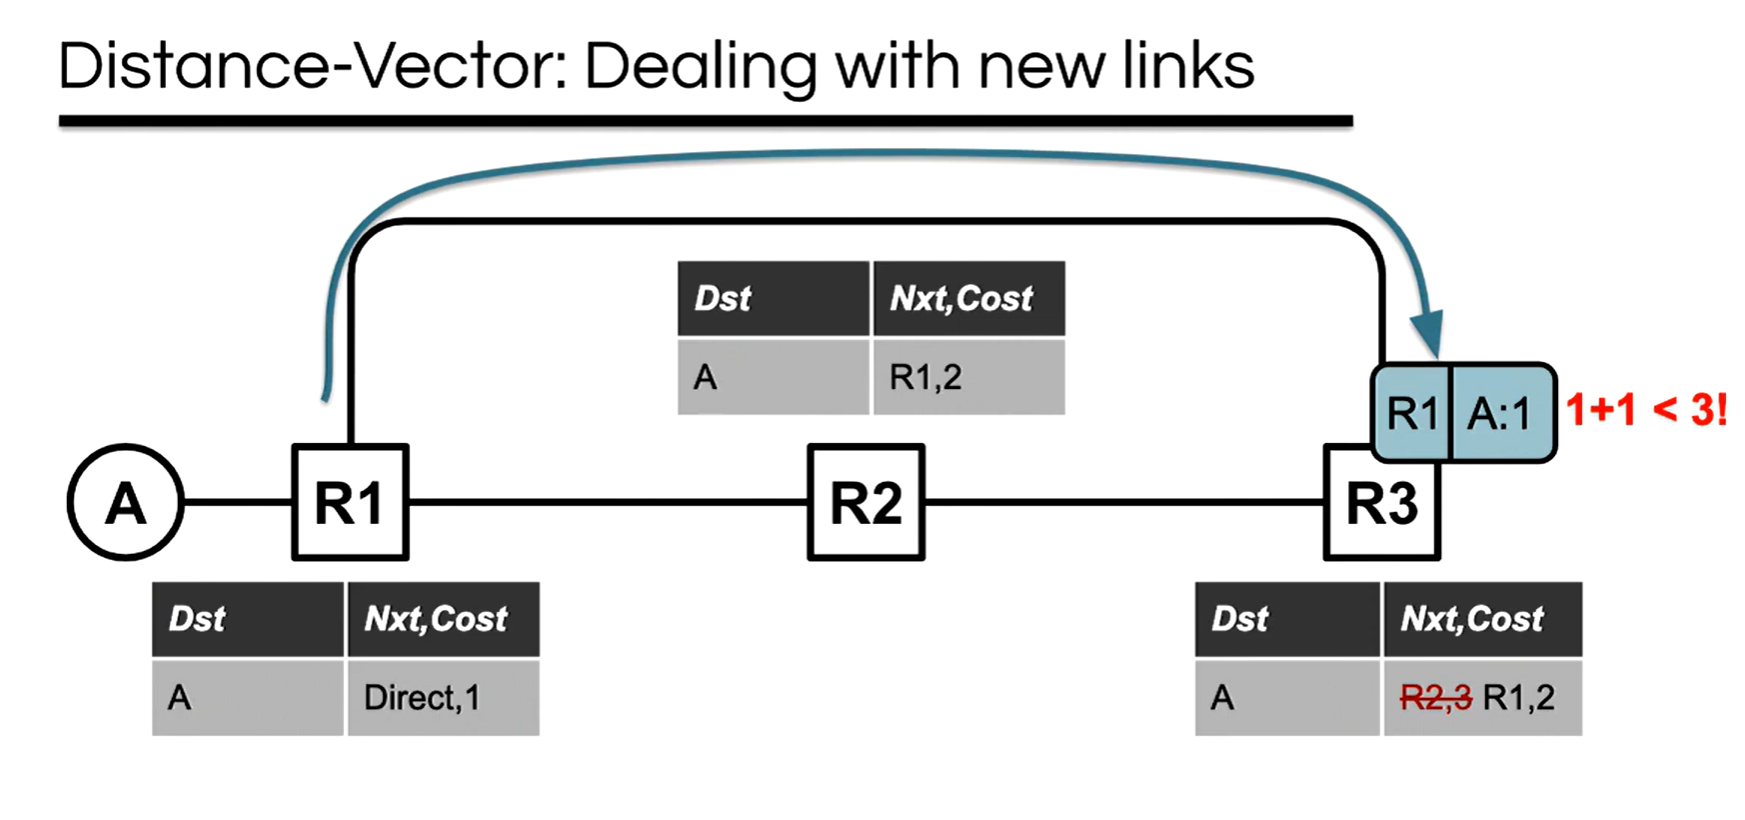 Distance-Vector: Dealing with new links
Dst Nxt,Cost
A R1,2
R1 A:1 1+1 < 3!
A R1 R2 R3
Dst Nxt,Cost
A Direct,1
Dst Nxt,Cost
A R2,3 R1,2